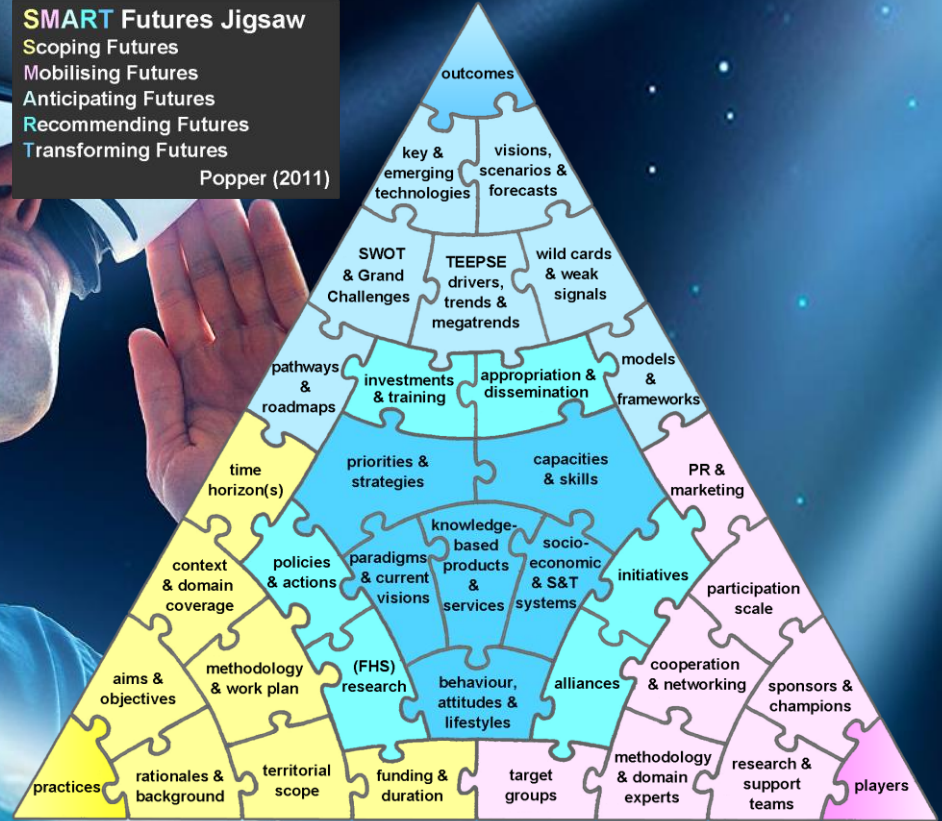 SMART Futures Jigsaw
Scoping Futures
Mobilising Futures
Anticipating Futures
Recommending Futures
Transforming Futures
Popper (2011)
outcomes
key &
emerging
technologies
visions,
scenarios &
forecasts
SWOT
& Grand
Challenges
TEEPSE
drivers,
trends &
megatrends
wild cards
& weak
signals
pathways
&
roadmaps
investments
& training
appropriation &
dissemination
models
&
frameworks
time
horizon(s)
priorities &
strategies
capacities
& skills
PR &
marketing
context
& domain
coverage
policies
& actions
paradigms
& current
visions
knowledge-
based
products
&
services
socio-
economic
& S&T
systems
initiatives
participation
scale
aims &
objectives
methodology
& work plan
(FHS)
research
behaviour,
attitudes &
lifestyles
alliances
cooperation
& networking
sponsors &
champions
practices
rationales &
background
territorial
scope
funding &
duration
target
groups
methodology
& domain
experts
research &
support
teams
players